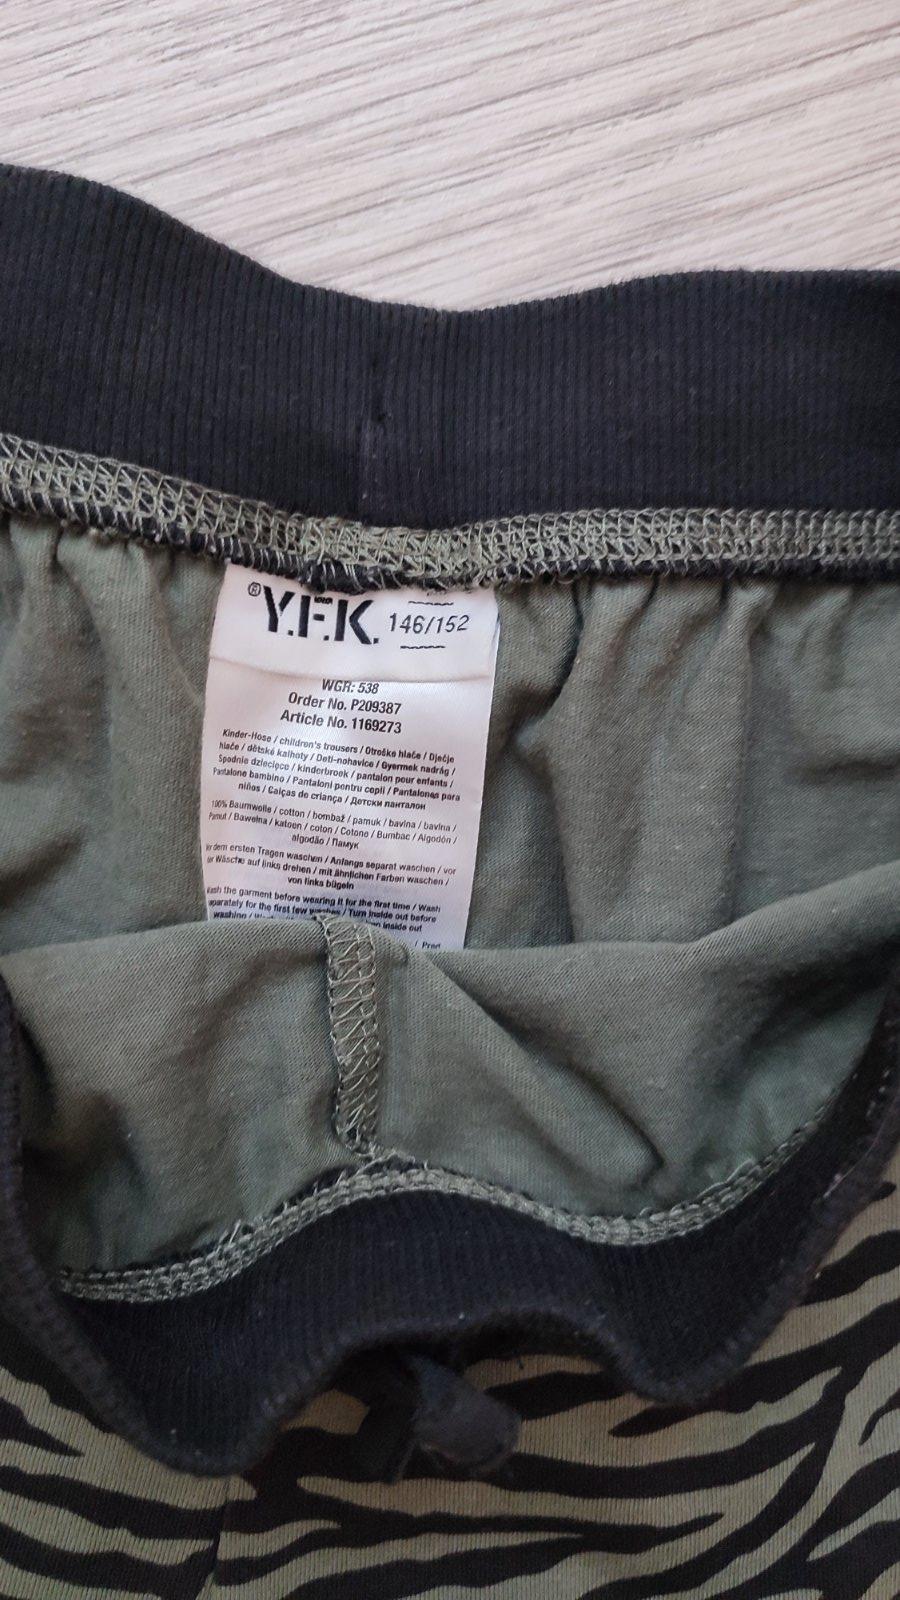 ® Y.F.K. 146/152
WGR: 538
Order No. P209387
Article No. 1169273
Kinder-Hose / children's trousers / Otroške hlače / Dječje
hlače / dětské kalhoty / Deti-nohavice / Gyermek nadrág /
Spodnie dziecięce / kinderbroek / pantalon pour enfants /
Pantalone bambino / Pantaloni pentru copii / Pantalones para
niños / Calças de criança / Детски панталон
100% Baumwolle / cotton / bombaž / pamuk / bavlna / bavlna /
Pamut / Bawełna / katoen / coton / Cotone / Bumbac / Algodón /
algodão / Памук
dem ersten Tragen waschen / Anfangs separat waschen / vor
Wäsche auf links drehen / mit ähnlichen Farben waschen /
von links bügeln
the garment before wearing it for the first time / Wash
for the first few washes / Turn inside out before
washing / inside out
/